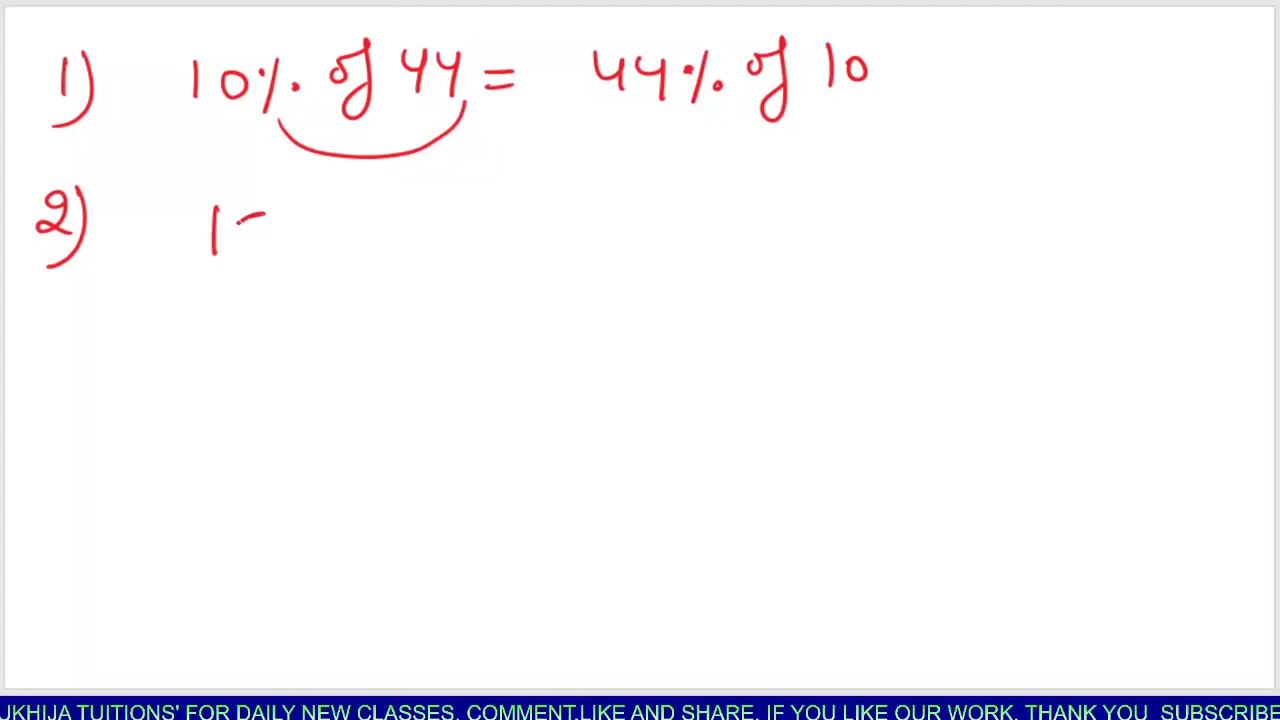 1) 10% of 44 = 44% of 10
2) 1
UKHIJA TUITIONS' FOR DAILY NEW CLASSES. COMMENT,LIKE AND SHARE. IF YOU LIKE OUR WORK. THANK YOU SUBSCRIBE